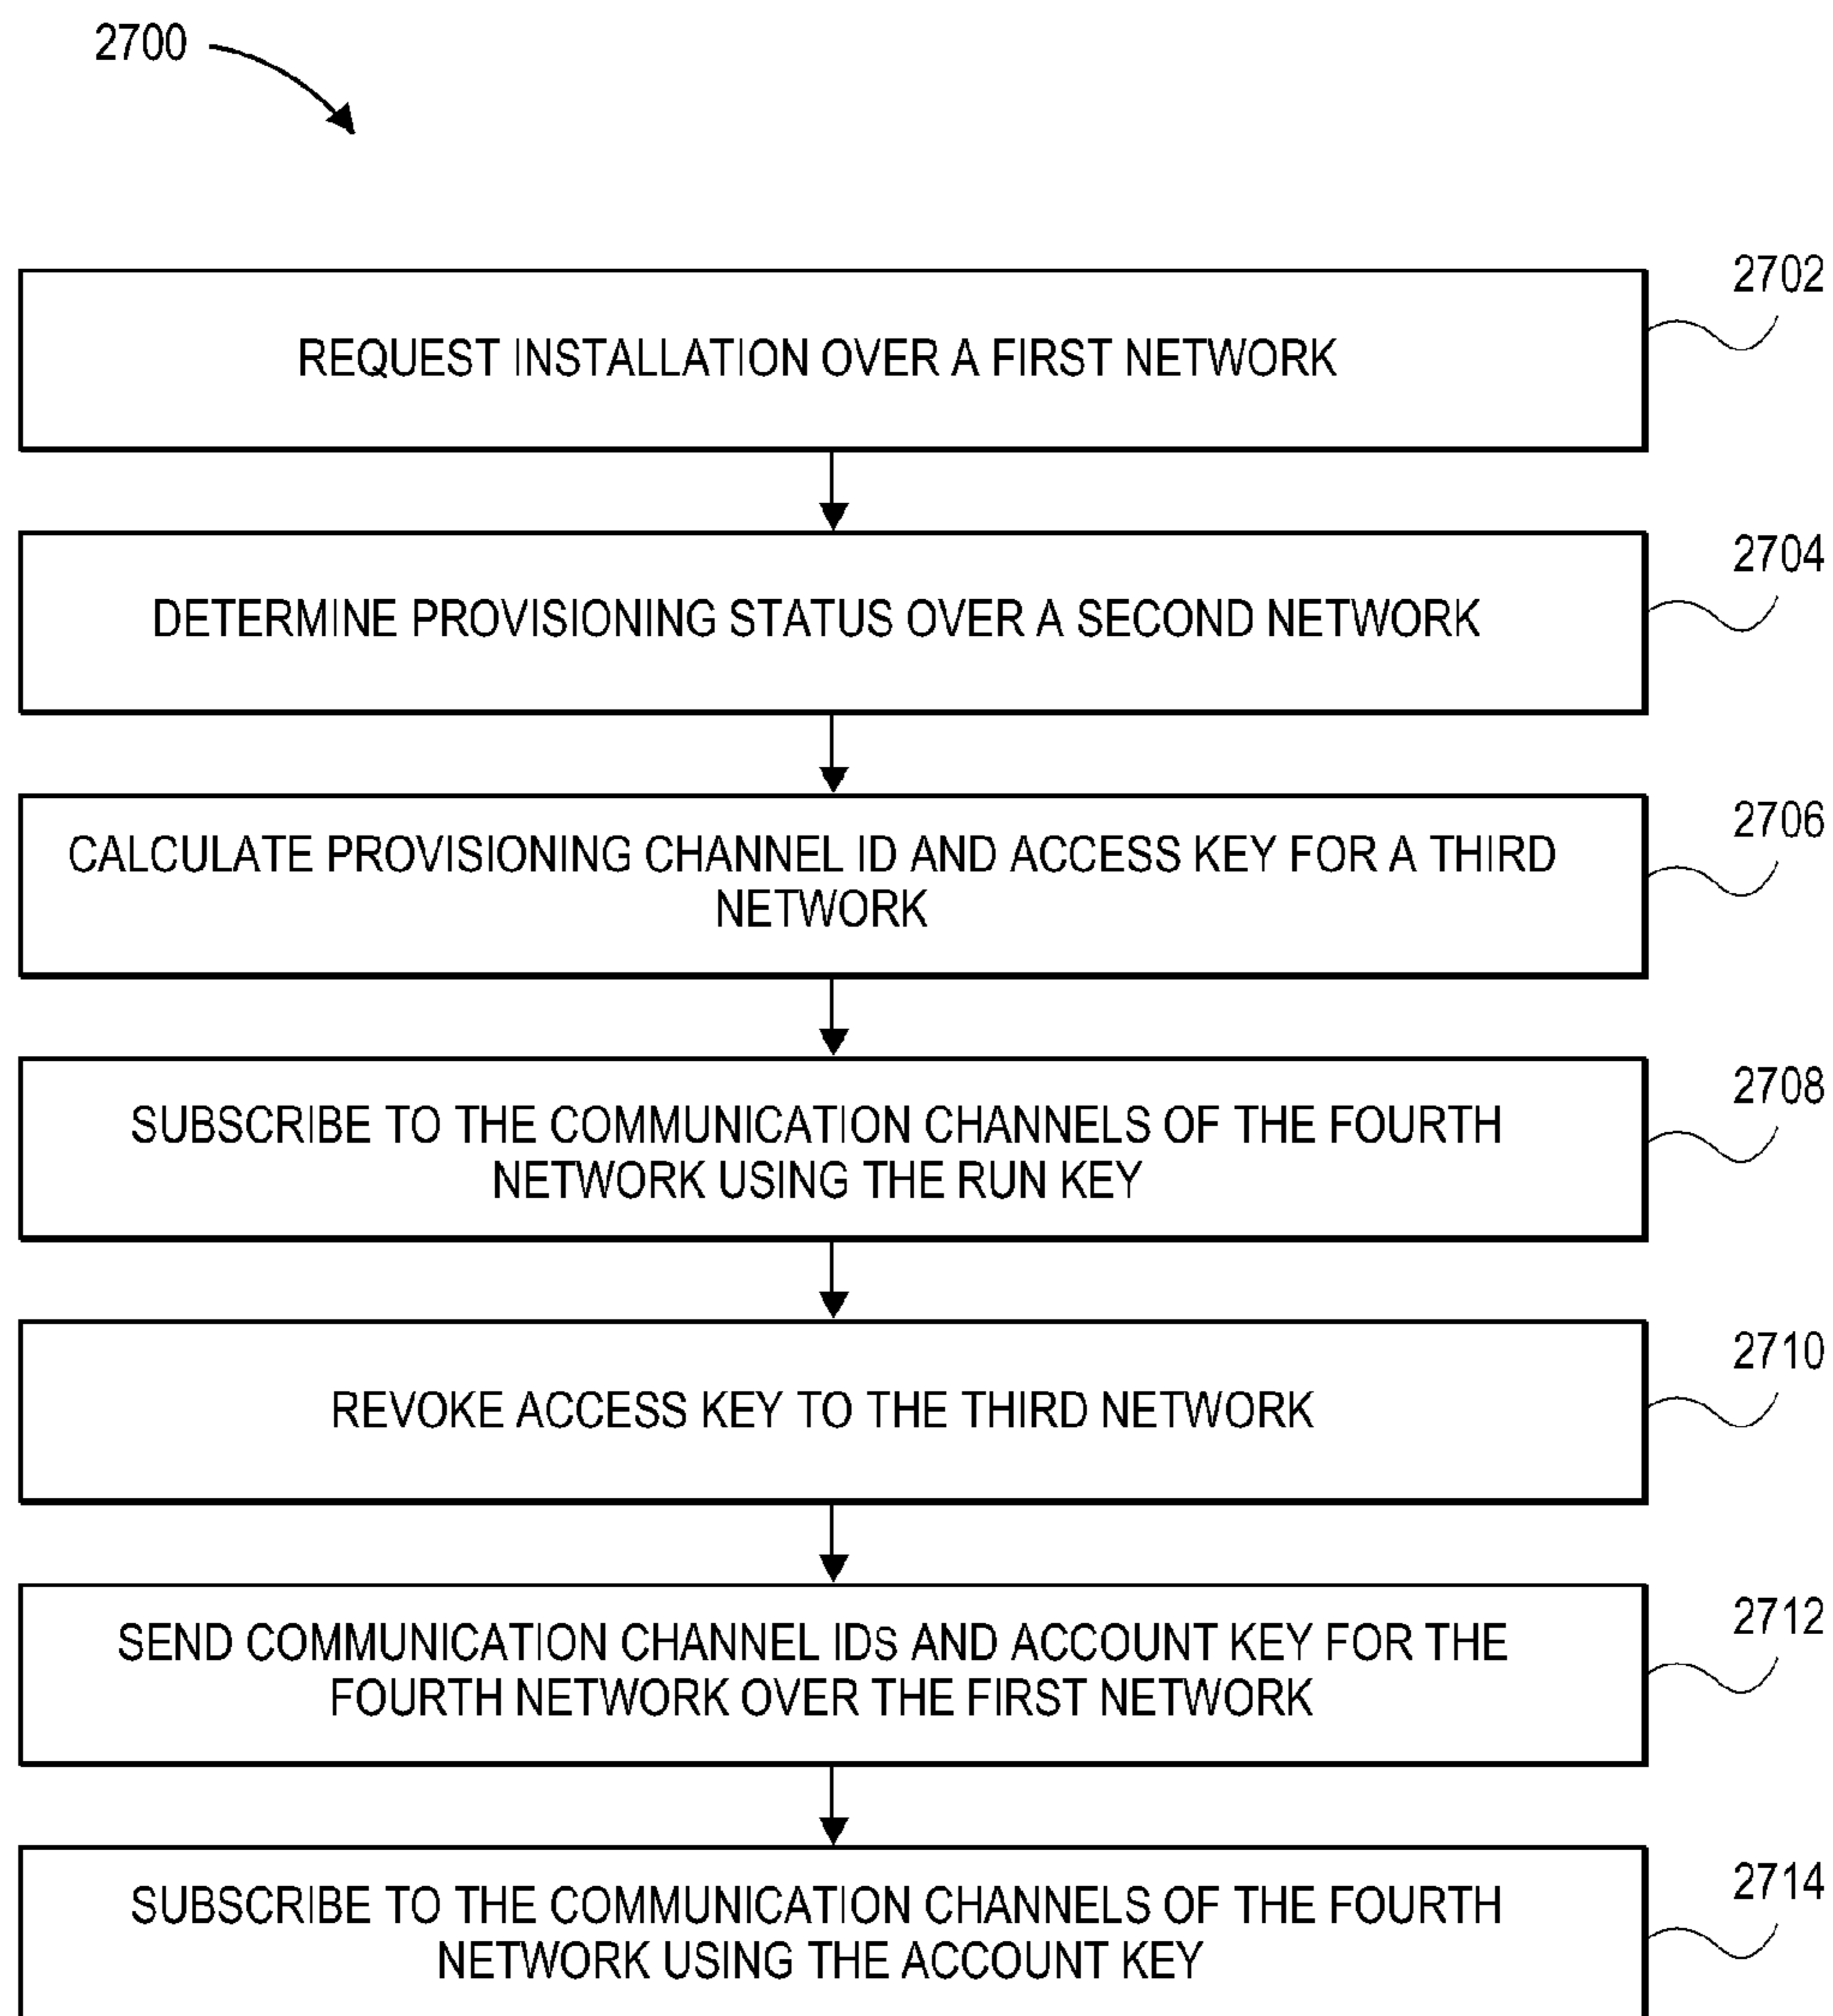 2700
2702
REQUEST INSTALLATION OVER A FIRST NETWORK
2704
DETERMINE PROVISIONING STATUS OVER A SECOND NETWORK
2706
CALCULATE PROVISIONING CHANNEL ID AND ACCESS KEY FOR A THIRD
NETWORK
2708
SUBSCRIBE TO THE COMMUNICATION CHANNELS OF THE FOURTH
NETWORK USING THE RUN KEY
2710
REVOKE ACCESS KEY TO THE THIRD NETWORK
2712
SEND COMMUNICATION CHANNEL IDS AND ACCOUNT KEY FOR THE
FOURTH NETWORK OVER THE FIRST NETWORK
2714
SUBSCRIBE TO THE COMMUNICATION CHANNELS OF THE FOURTH
NETWORK USING THE ACCOUNT KEY